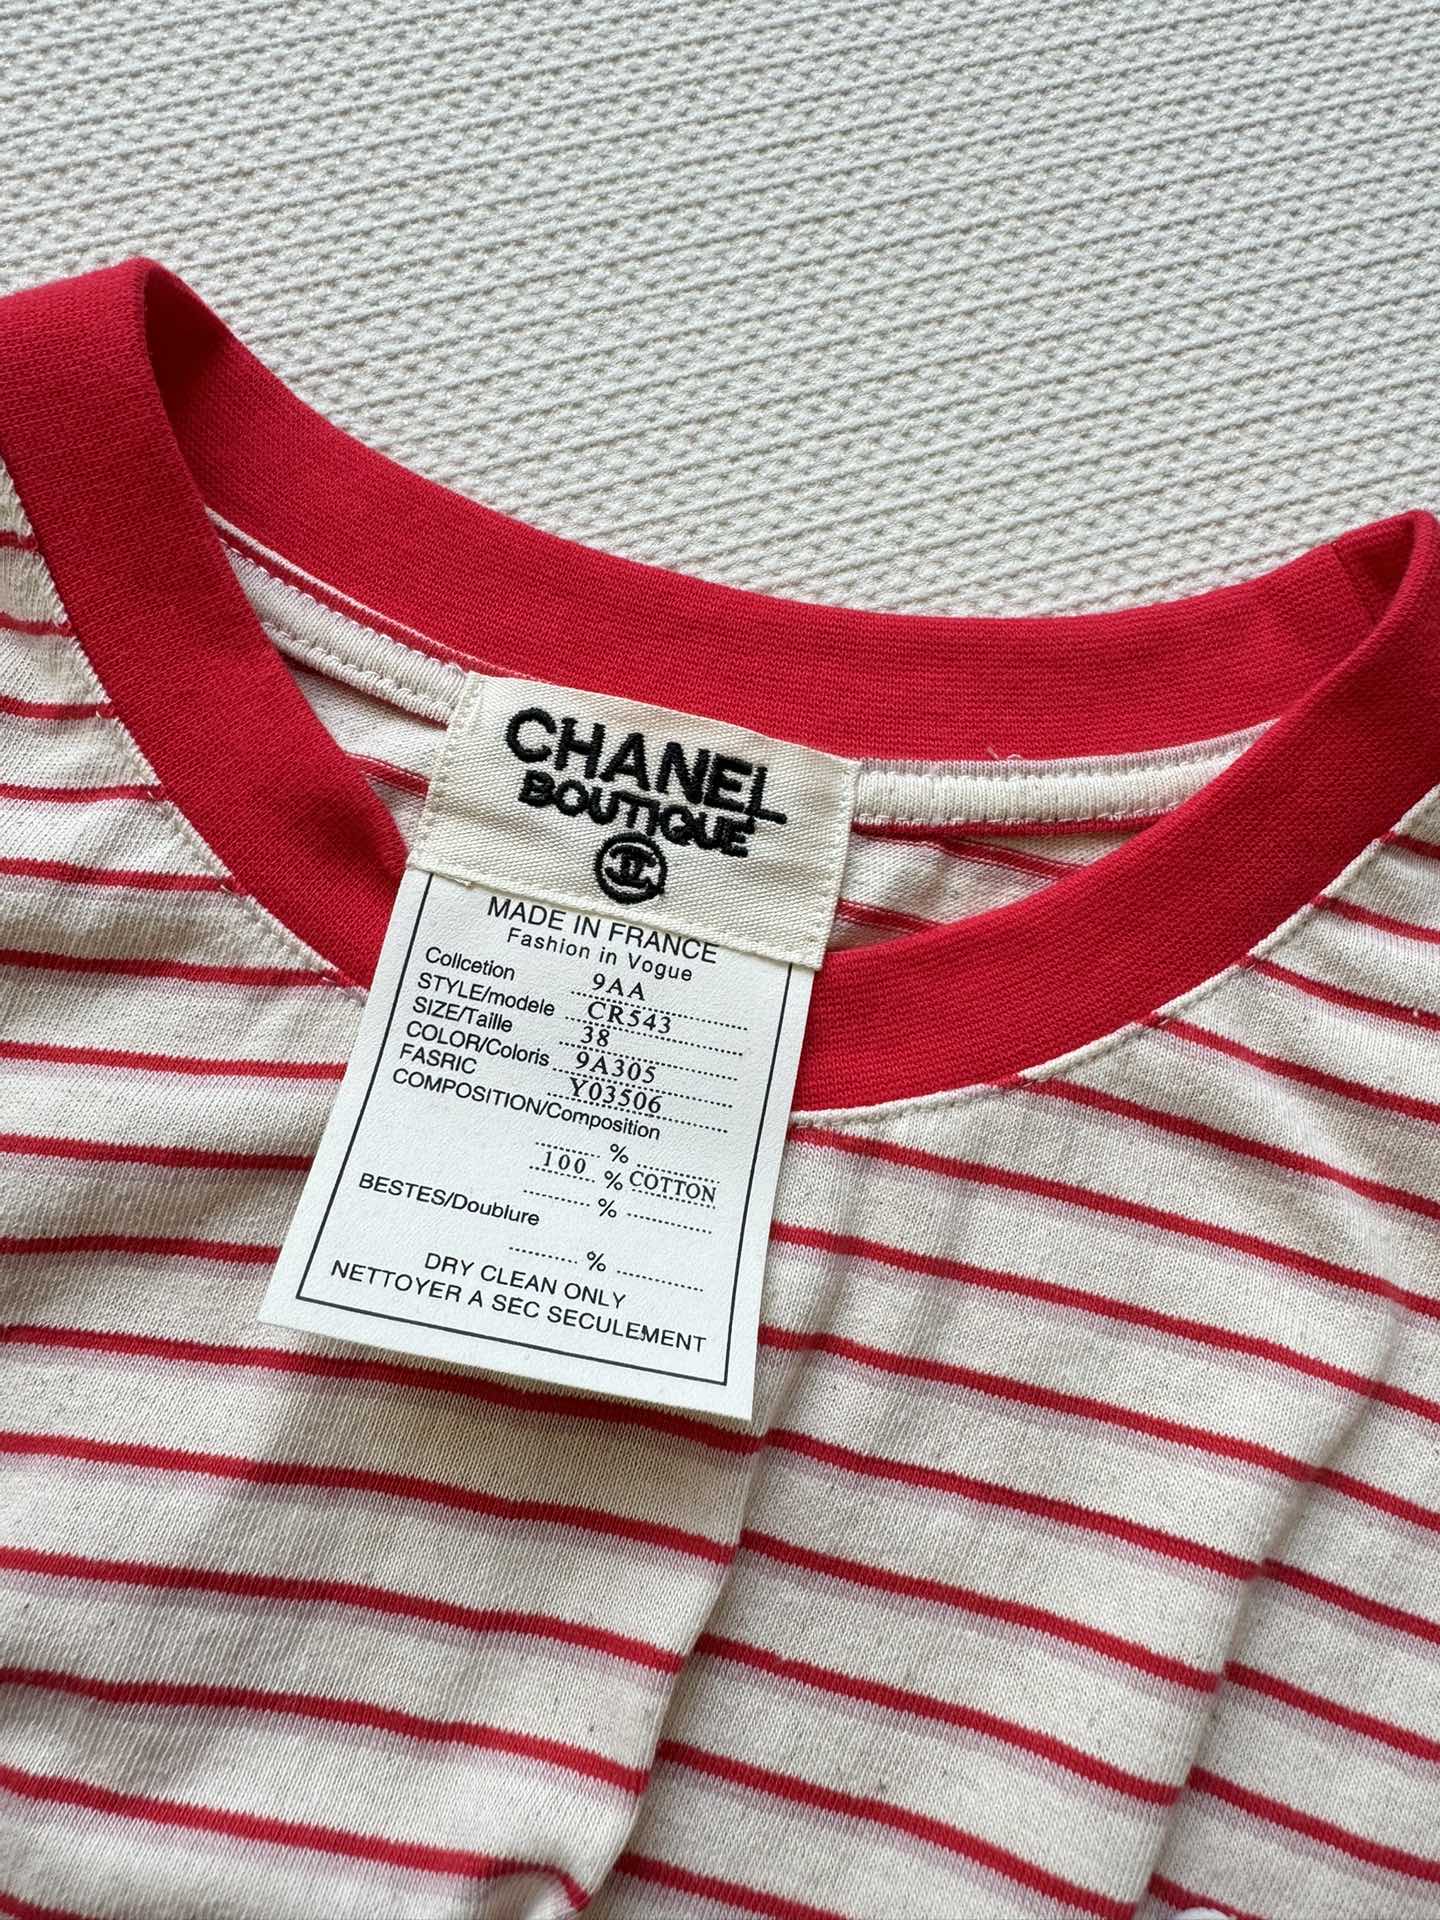 CHANEL
BOUTIQUE
MADE IN FRANCE
Fashion in Vogue
Collcetion 9AA
STYLE/modele CR543
SIZE/Taille 38
COLOR/Coloris 9A305
FASRIC Y03506
COMPOSITION/Composition
%
100 % COTTON
%
BESTES/Doublure
%
DRY CLEAN ONLY
NETTOYER A SEC SECULEMENT